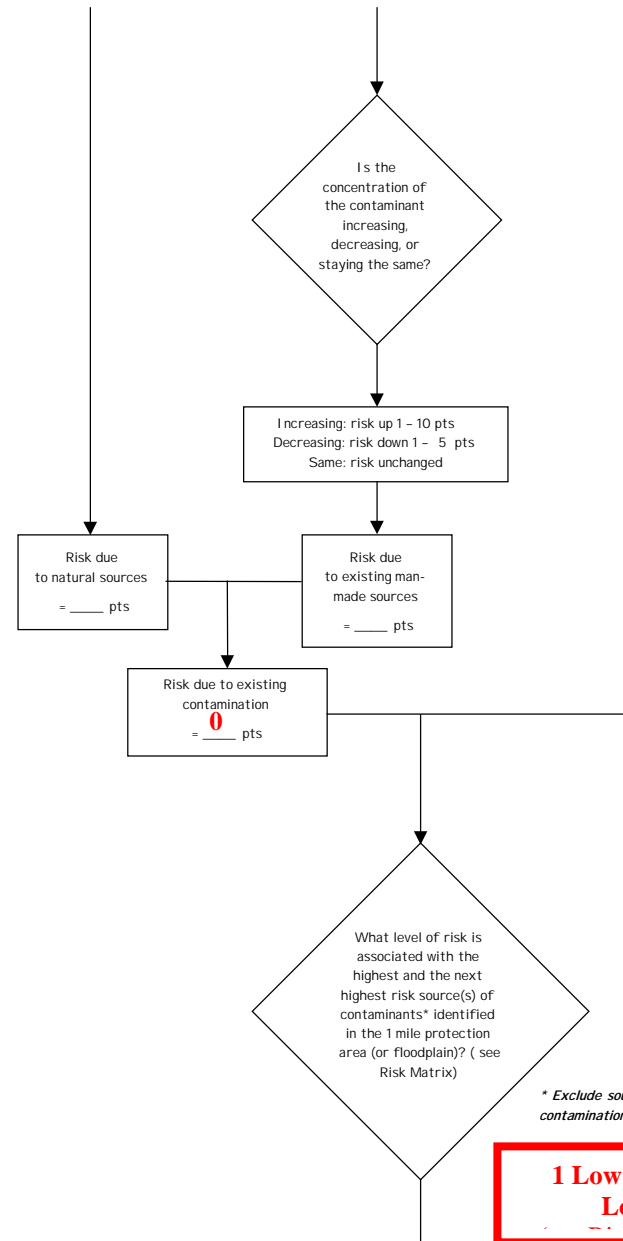 Is the
concentration of
the contaminant
increasing,
decreasing, or
staying the same?
Increasing: risk up 1 – 10 pts
Decreasing: risk down 1 – 5 pts
Same: risk unchanged
Risk due
to natural sources
= ____ pts
Risk due
to existing man-
made sources
= ____ pts
Risk due to existing
contamination
0
= ____ pts
What level of risk is
associated with the
highest and the next
highest risk source(s) of
contaminants* identified
in the 1 mile protection
area (or floodplain)? ( see
Risk Matrix)
* Exclude
contamination
1 Low